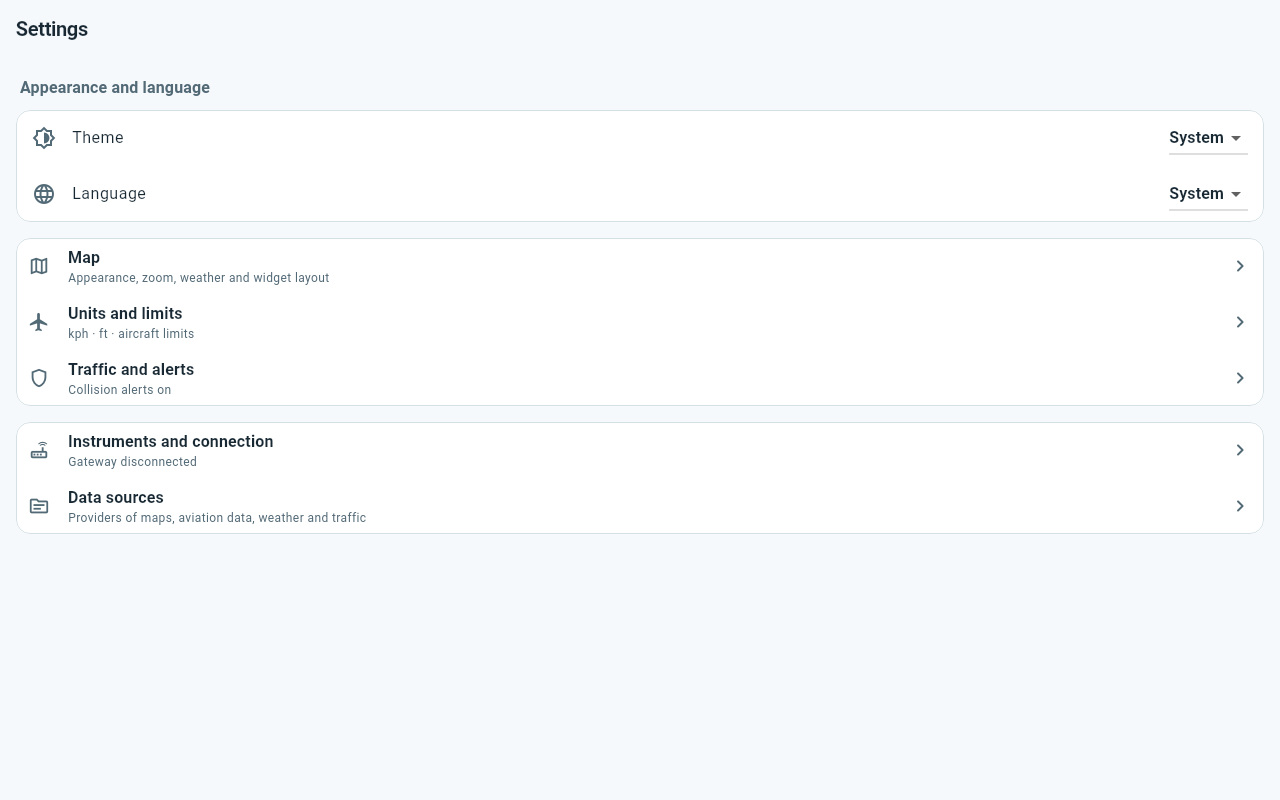 Settings
Appearance and language
Theme
System
Language
System
Map
Appearance, zoom, weather and widget layout
Units and limits
kph · ft · aircraft limits
Traffic and alerts
Collision alerts on
Instruments and connection
Gateway disconnected
Data sources
Providers of maps, aviation data, weather and traffic